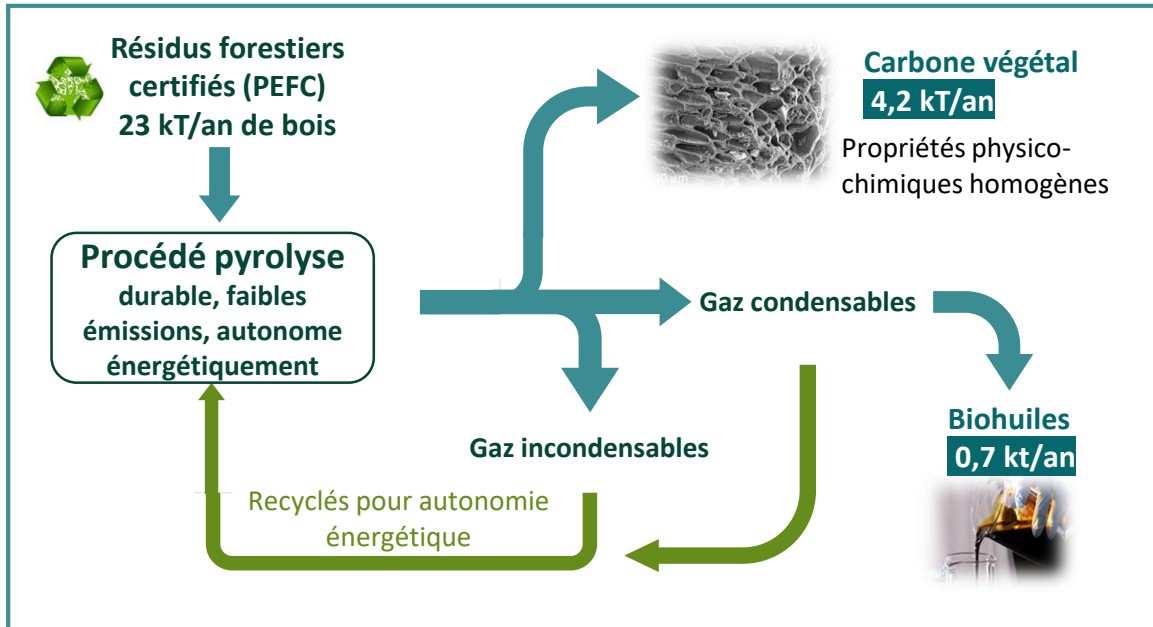 Résidus forestiers
certifiés (PEFC)
23 kT/an de bois
Carbone végétal
4,2 kT/an
Propriétés physico-
chimiques homogènes
Procédé pyrolyse
durable, faibles
émissions, autonome
énergétiquement
Gaz condensables
Gaz incondensables
Biohuiles
0,7 kt/an
Recyclés pour autonomie
énergétique